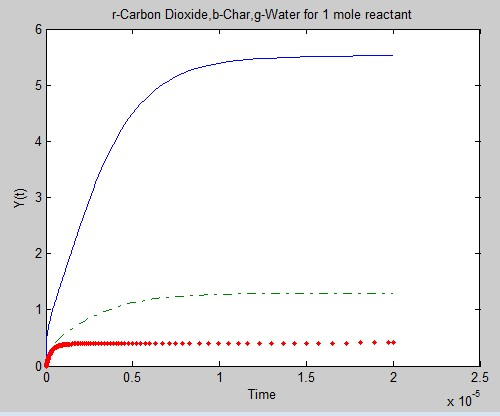 r-Carbon Dioxide,b-Char,g-Water for 1 mole reactant
6
5
4
3
2
1
0
Y(t)
0 0.5 1 1.5 2 2.5
x 10^-5
Time